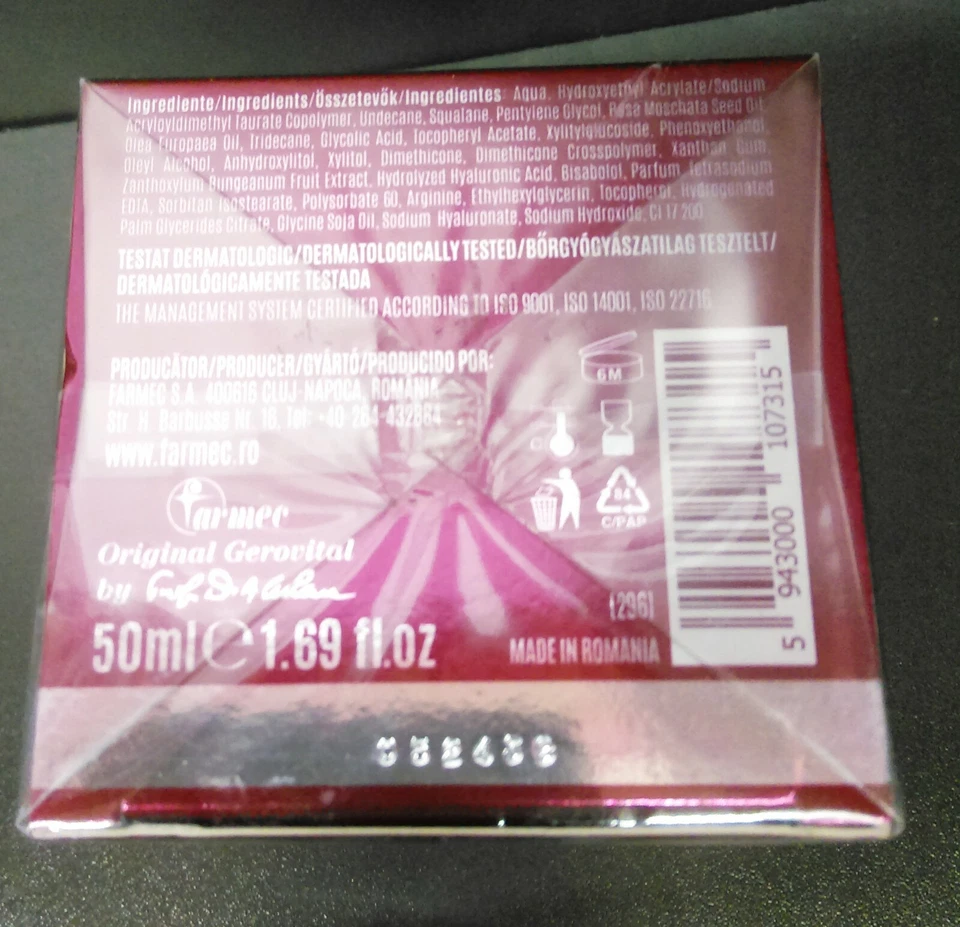 Ingrediente/Ingredients/Összetevők/Ingredientes: Aqua, Hydroxyethyl Acrylate/Sodium
Acryloyldimethyl Taurate Copolymer, Undecane, Squalane, Pentylene Glycol, Rosa Moschata Seed Oil,
Olea Europaea Oil, Tridecane, Glycolic Acid, Tocopheryl Acetate, Xylitylglucoside, Phenoxyethanol,
Oleyl Alcohol, Anhydroxylitol, Xylitol, Dimethicone, Dimethicone Crosspolymer, Xanthan Gum,
Zanthoxylum Bungeanum Fruit Extract, Hydrolyzed Hyaluronic Acid, Bisabolol, Parfum, Tetrasodium
EDTA, Sorbitan Isostearate, Polysorbate 60, Arginine, Ethylhexylglycerin, Tocopherol, Hydrogenated
Palm Glycerides Citrate, Glycine Soja Oil, Sodium Hyaluronate, Sodium Hydroxide, CI 17 200
TESTAT DERMATOLOGIC/DERMATOLOGICALLY TESTED/BŐRGYÓGYÁSZATILAG TESZTELT/
DERMATOLÓGICAMENTE TESTADA
THE MANAGEMENT SYSTEM CERTIFIED ACCORDING TO ISO 9001, ISO 14001, ISO 22716
PRODUCĂTOR/PRODUCER/GYÁRTÓ/PRODUCIDO POR:
FARMEC S.A. 400616 CLUJ-NAPOCA, ROMÂNIA
Str. H. Barbusse Nr. 16, Tel: +40-264-432884
www.farmec.ro
6M
farmec
84
C/PAP
Original Gerovital
by
[296]
50ml e 1.69 fl.oz
MADE IN ROMANIA
5 943000 107315